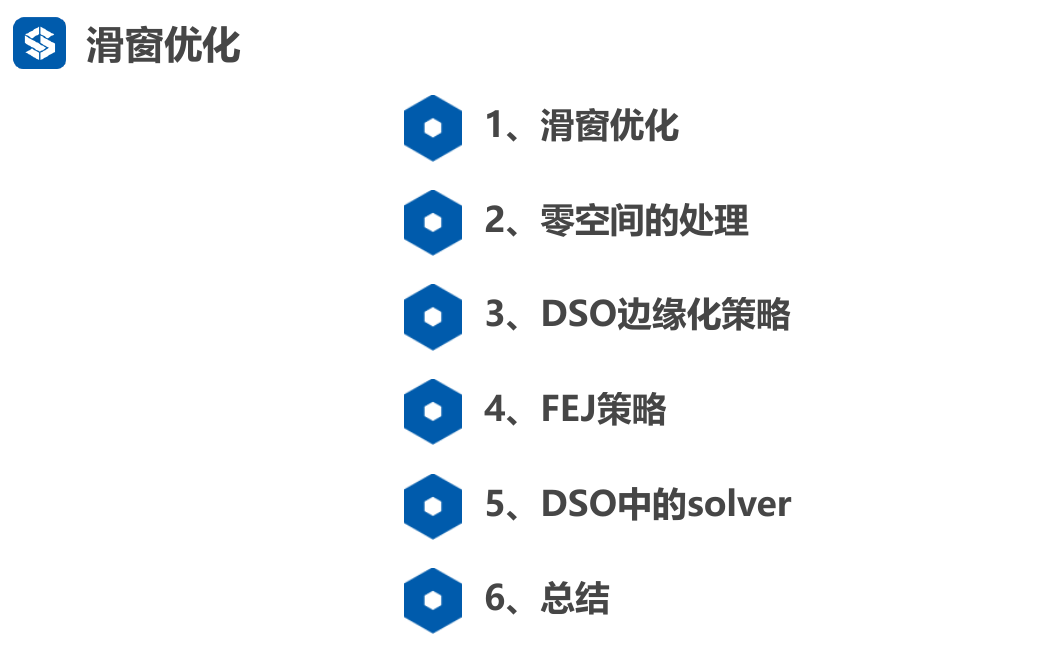 滑窗优化
1、滑窗优化
2、零空间的处理
3、DSO边缘化策略
4、FEJ策略
5、DSO中的solver
6、总结